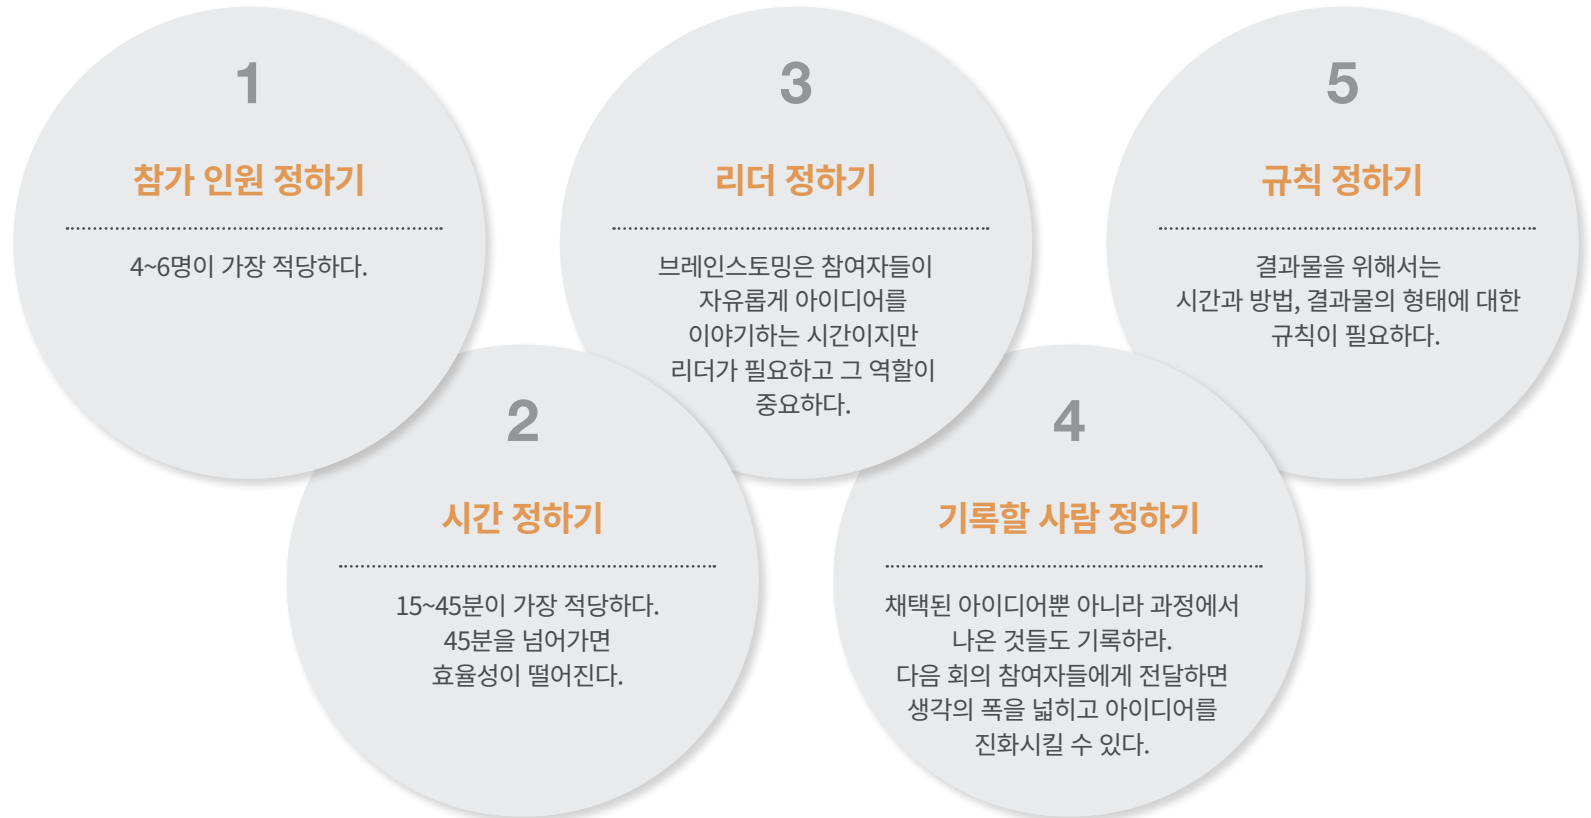 1
참가 인원 정하기
4~6명이 가장 적당하다.
2
시간 정하기
15~45분이 가장 적당하다.
45분을 넘어가면
효율성이 떨어진다.
3
리더 정하기
브레인스토밍은 참여자들이
자유롭게 아이디어를
이야기하는 시간이지만
리더가 필요하고 그 역할이
중요하다.
4
기록할 사람 정하기
채택된 아이디어뿐 아니라 과정에서
나온 것들도 기록하라.
다음 회의 참여자들에게 전달하면
생각의 폭을 넓히고 아이디어를
진화시킬 수 있다.
5
규칙 정하기
결과물을 위해서는
시간과 방법, 결과물의 형태에 대한
규칙이 필요하다.